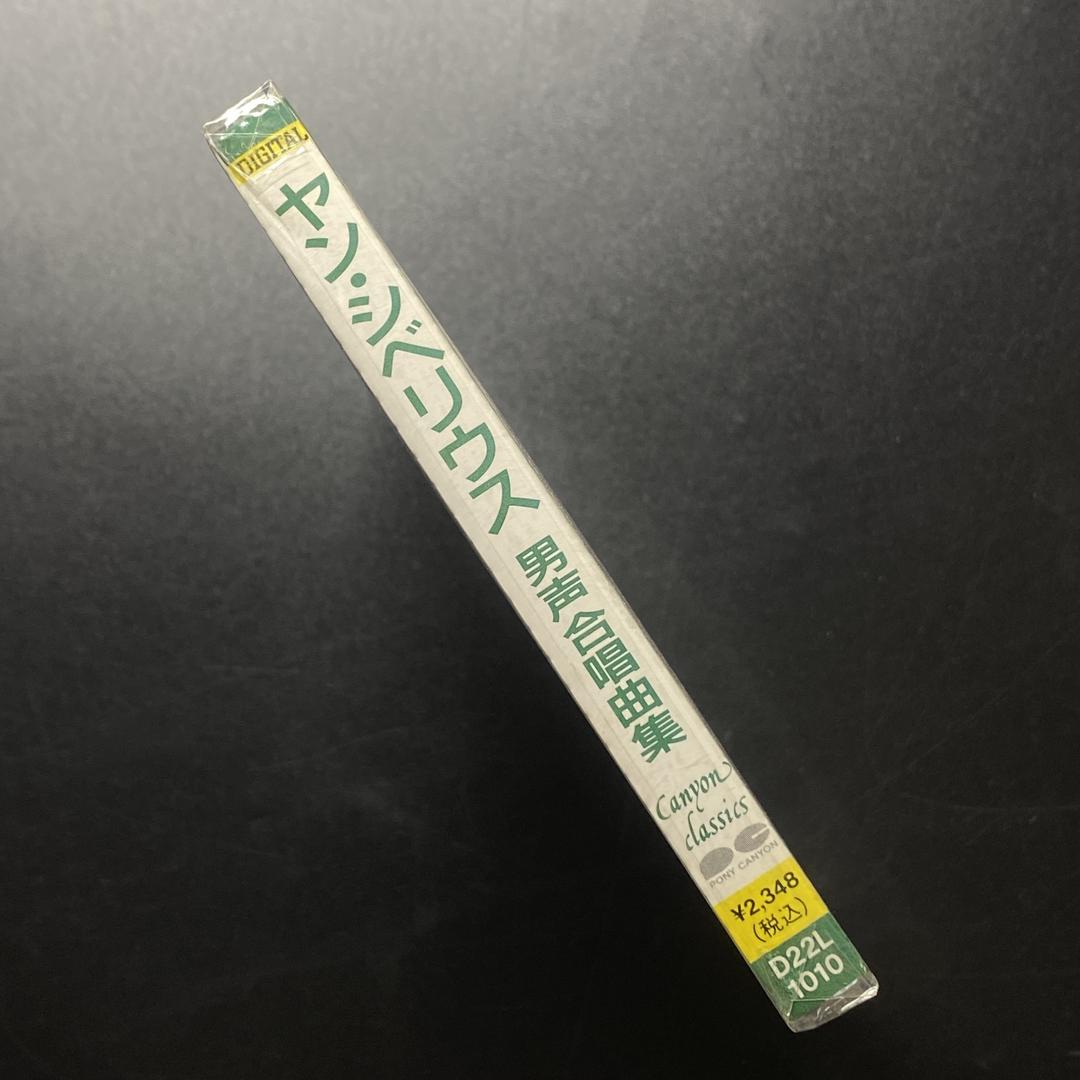 DIGITAL
ヤン・シベリウス 男声合唱曲集
Canyon
classics
PONY CANYON
¥2,348
(税込)
D22L
1010